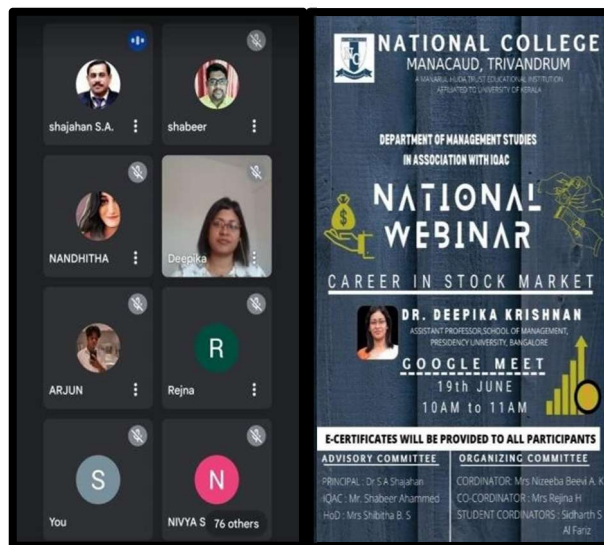 shajahan S.A.
shabeer
NANDHITHA
Deepika
ARJUN
R
Rejna
S
You
N
NIVYA S
76 others
NC
NATIONAL COLLEGE
MANACAUD, TRIVANDRUM
A MANARUL HUDA TRUST EDUCATIONAL INSTITUTION
AFFILIATED TO UNIVERSITY OF KERALA
DEPARTMENT OF MANAGEMENT STUDIES
IN ASSOCIATION WITH IQAC
$
NATIONAL
WEBINAR
CAREER IN STOCK MARKET
DR. DEEPIKA KRISHNAN
ASSISTANT PROFESSOR,SCHOOL OF MANAGEMENT,
PRESIDENCY UNIVERSITY, BANGALORE
GOOGLE MEET
19th JUNE
10AM to 11AM
E-CERTIFICATES WILL BE PROVIDED TO ALL PARTICIPANTS
ADVISORY COMMITTEE
PRINCIPAL : Dr S A Shajahan
IQAC : Mr. Shabeer Ahammed
HoD : Mrs Shibitha B. S
ORGANIZING COMMITTEE
CORDINATOR: Mrs Nizeeba Beevi A. K
CO-CORDINATOR : Mrs Rejina H
STUDENT CORDINATORS : Sidharth S
Al Fariz